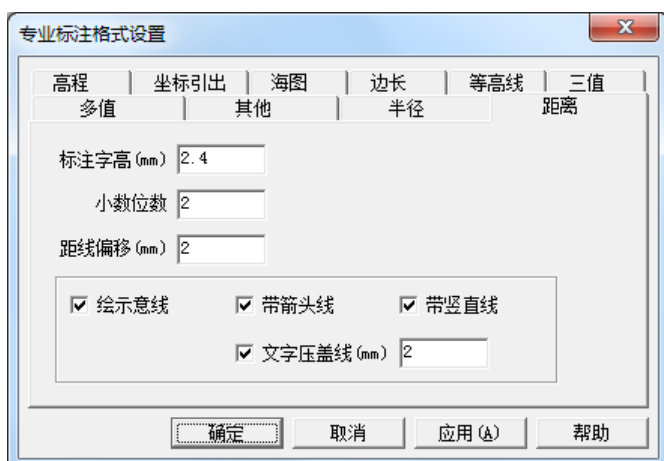 专业标注格式设置
高程 坐标引出 海图 边长 等高线 三值
多值 其他 半径 距离
标注字高(mm) 2.4
小数位数 2
距线偏移(mm) 2
绘示意线 带箭头线 带竖直线
文字压盖线(mm) 2
确定 取消 应用(A) 帮助